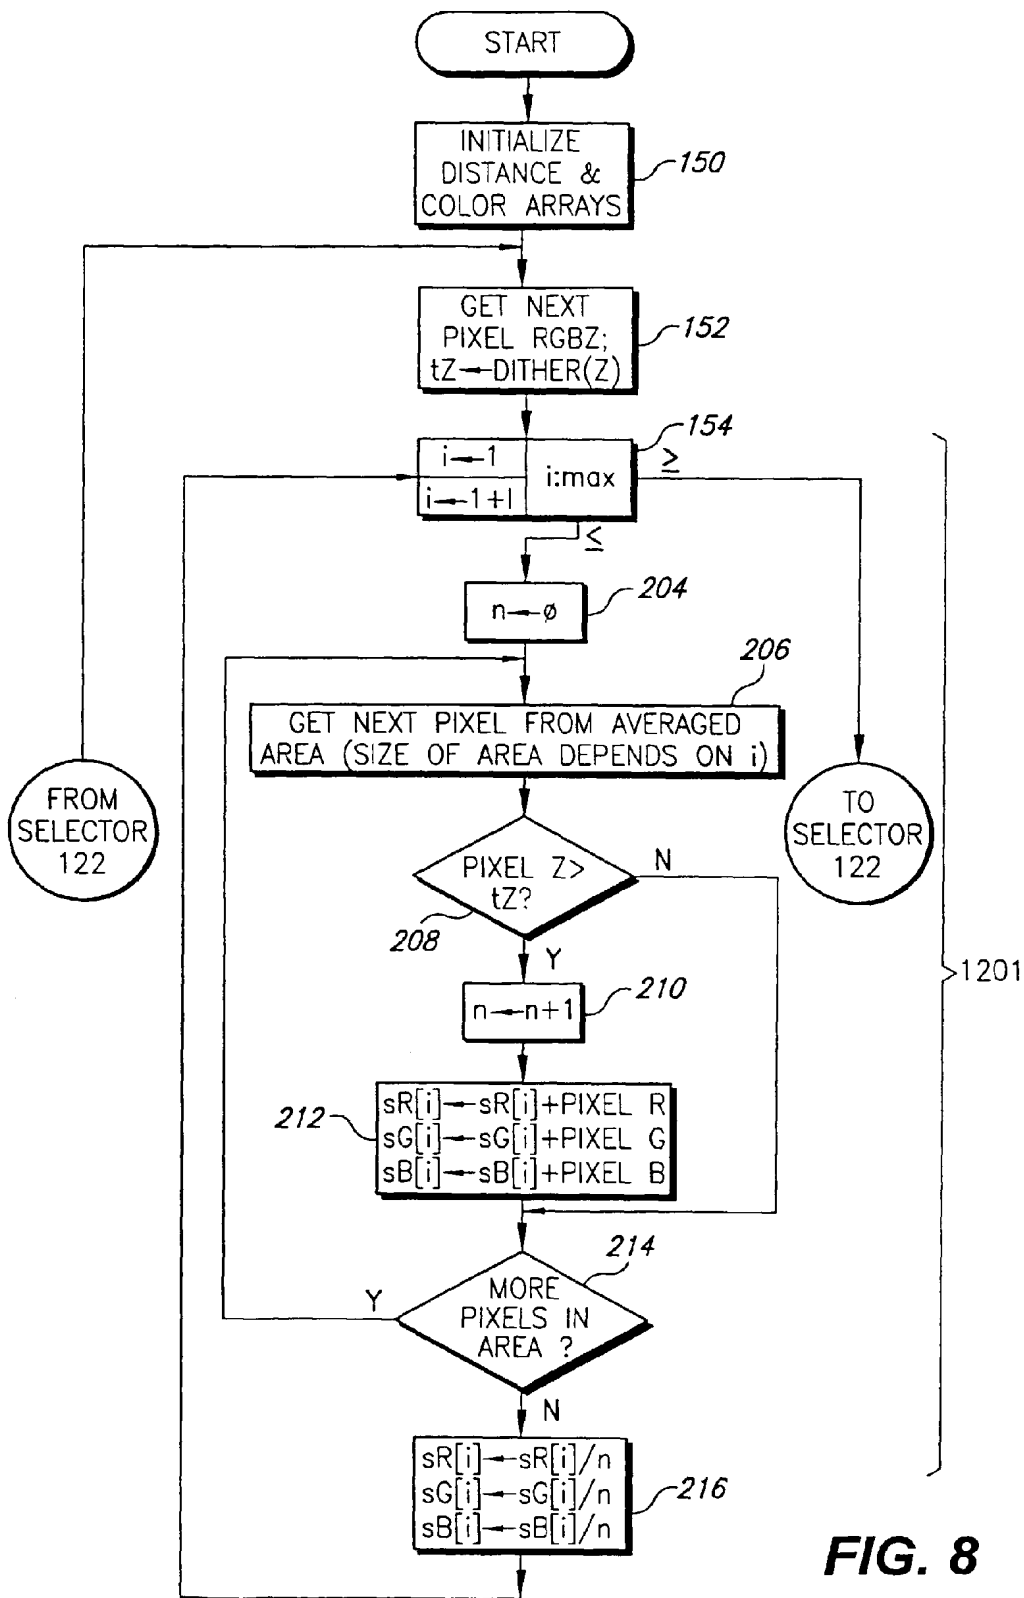 START
INITIALIZE
DISTANCE &
COLOR ARRAYS
150
GET NEXT
PIXEL RGBZ;
tZ←DITHER(Z)
152
154
i←1
i←1+I
i:max
≥
≤
n←ø
204
206
GET NEXT PIXEL FROM AVERAGED
AREA (SIZE OF AREA DEPENDS ON i)
FROM
SELECTOR
122
TO
SELECTOR
122
PIXEL Z>
tZ?
N
208
Y
n←n+1
210
1201
212
sR[i]←sR[i]+PIXEL R
sG[i]←sG[i]+PIXEL G
sB[i]←sB[i]+PIXEL B
214
MORE
PIXELS IN
AREA ?
Y
N
sR[i]←sR[i]/n
sG[i]←sG[i]/n
sB[i]←sB[i]/n
216
FIG. 8